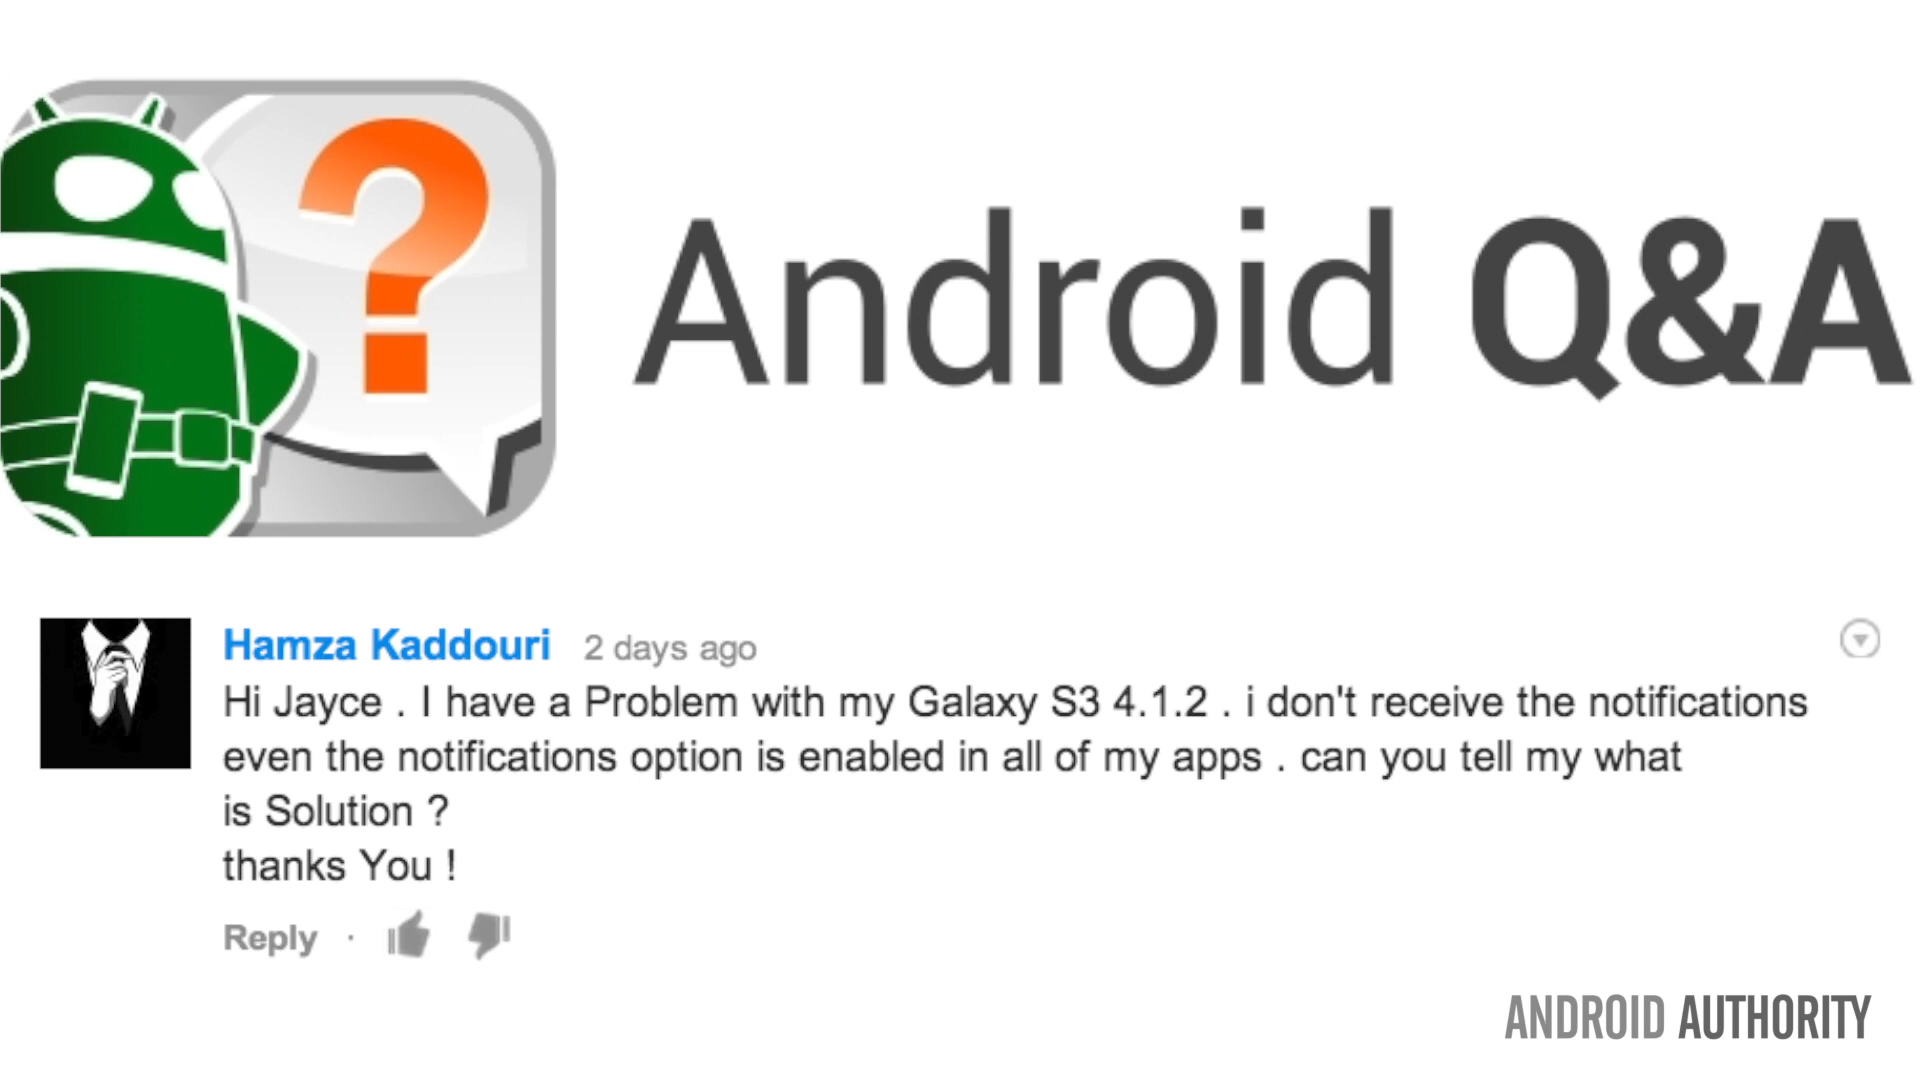 ?
Android Q&A
Hamza Kaddouri 2 days ago
Hi Jayce . I have a Problem with my Galaxy S3 4.1.2 . i don't receive the notifications
even the notifications option is enabled in all of my apps . can you tell my what
is Solution ?
thanks You !
Reply ·
ANDROID AUTHORITY